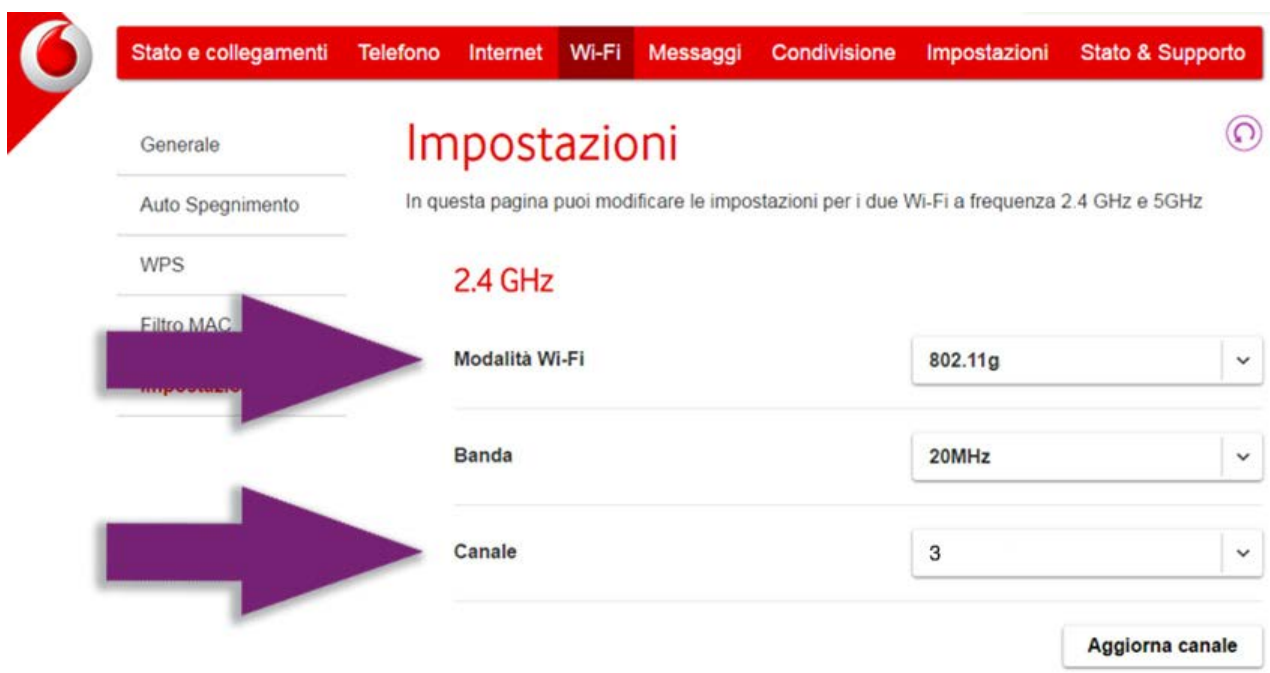 Stato e collegamenti Telefono Internet Wi-Fi Messaggi Condivisione Impostazioni Stato & Supporto
Generale
Auto Spegnimento
WPS
Filtro MAC
Impostazioni
In questa pagina puoi modificare le impostazioni per i due Wi-Fi a frequenza 2.4 GHz e 5GHz
2.4 GHz
Modalità Wi-Fi 802.11g
Banda 20MHz
Canale 3
Aggiorna canale